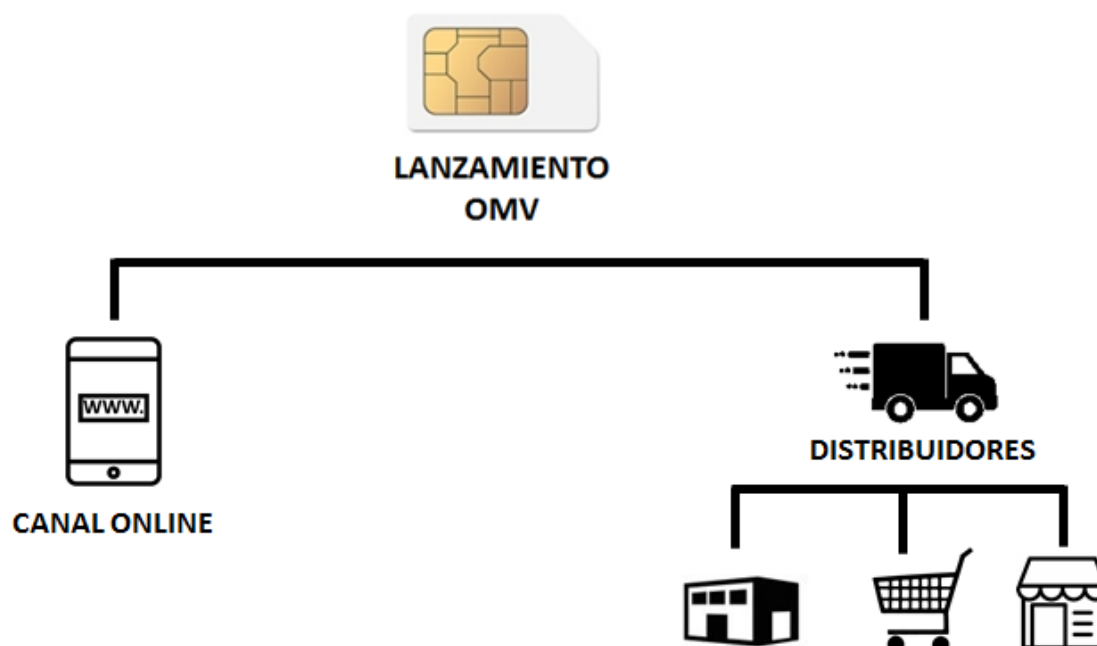 LANZAMIENTO
OMV
WWW.
DISTRIBUIDORES
CANAL ONLINE